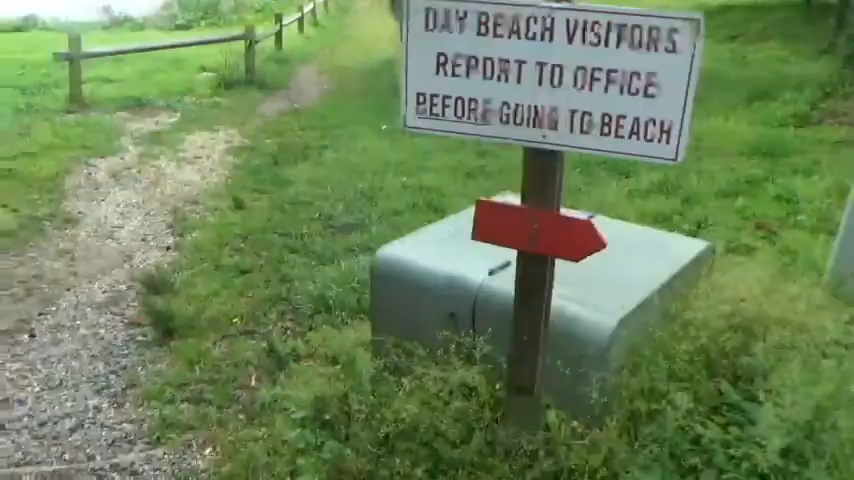 DAY BEACH VISITORS
REPORT TO OFFICE
BEFORE GOING TO BEACH